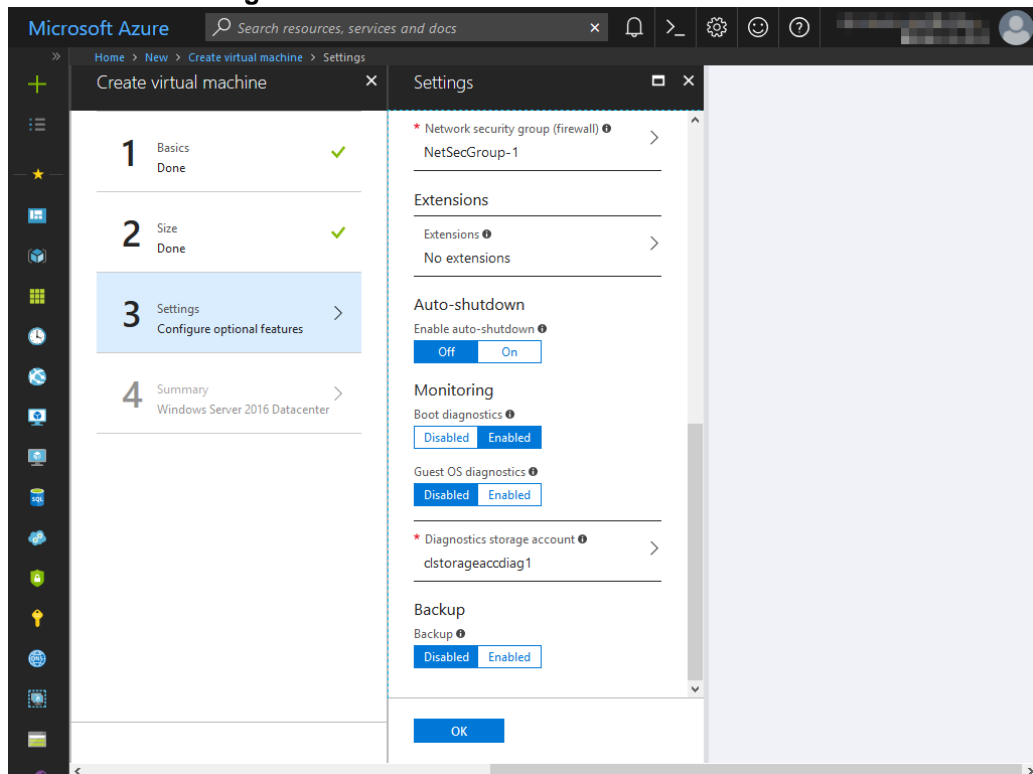 Microsoft Azure
Search resources, services and docs
Home > New > Create virtual machine > Settings
Create virtual machine
1
Basics
Done
2
Size
Done
3
Settings
Configure optional features
4
Summary
Windows Server 2016 Datacenter
Settings
* Network security group (firewall)
NetSecGroup-1
Extensions
Extensions
No extensions
Auto-shutdown
Enable auto-shutdown
Off On
Monitoring
Boot diagnostics
Disabled Enabled
Guest OS diagnostics
Disabled Enabled
* Diagnostics storage account
clstorageaccdiag1
Backup
Backup
Disabled Enabled
OK
SQL
DNS